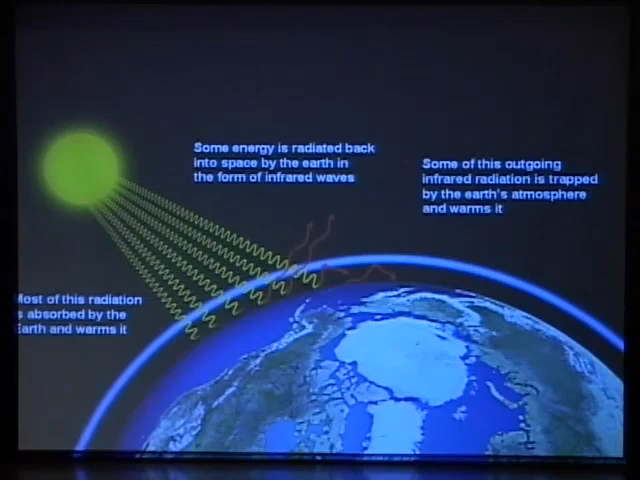 Some energy is radiated back
into space by the earth in
the form of infrared waves
Some of this outgoing
infrared radiation is trapped
by the earth's atmosphere
and warms it
Most of this radiation
is absorbed by the
Earth and warms it